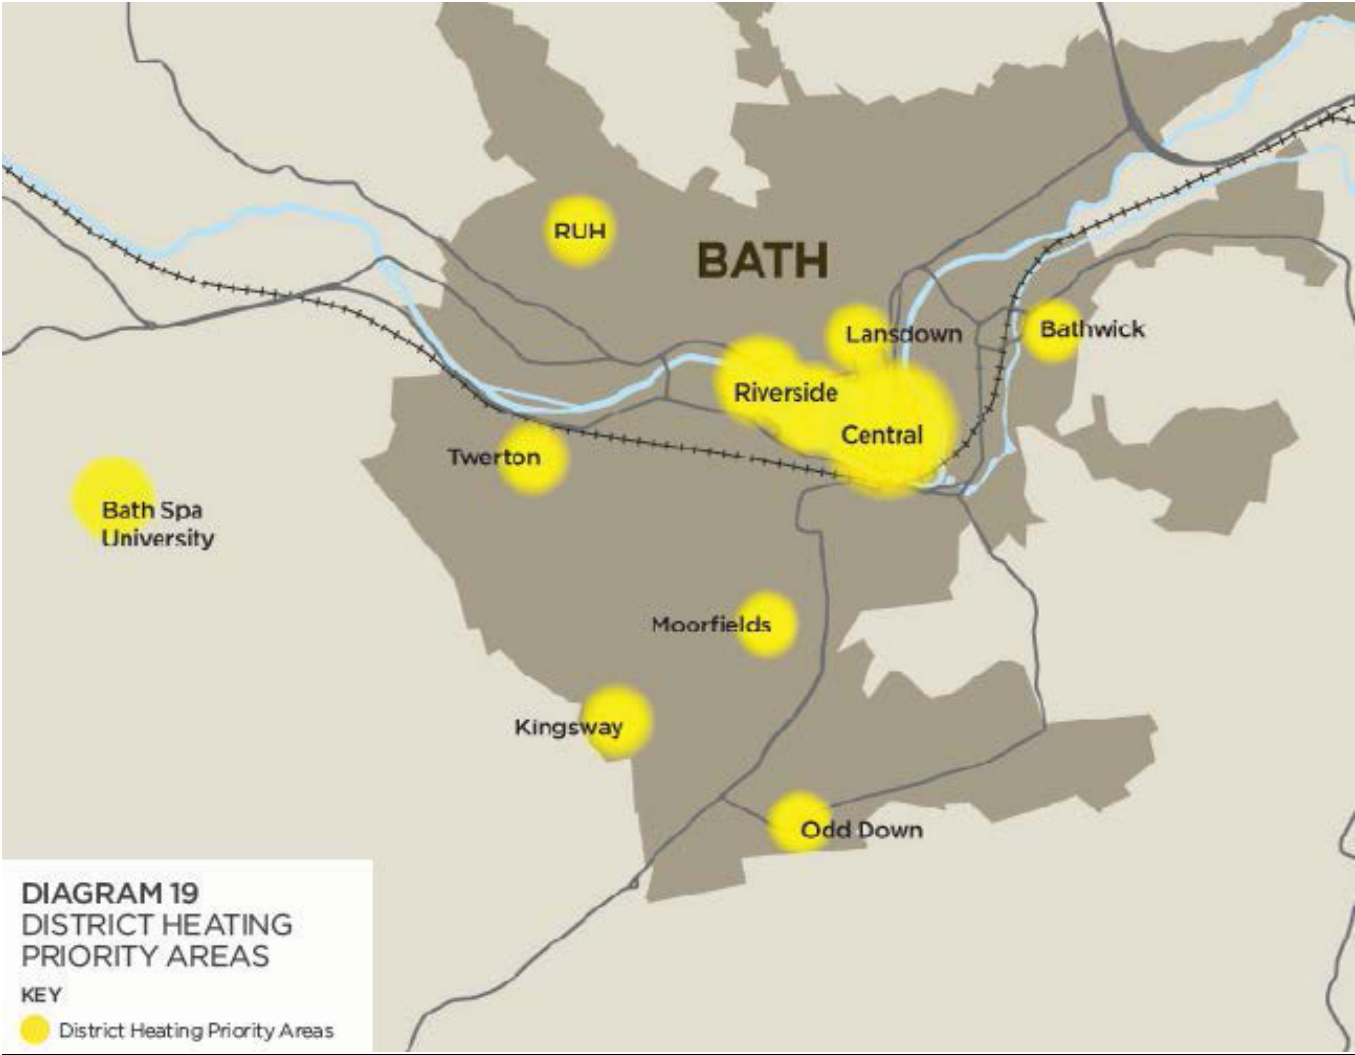 RUH
BATH
Lansdown
Bathwick
Riverside
Central
Twerton
Bath Spa
University
Moorfields
Kingsway
Odd Down
DIAGRAM 19
DISTRICT HEATING
PRIORITY AREAS
KEY
District Heating Priority Areas